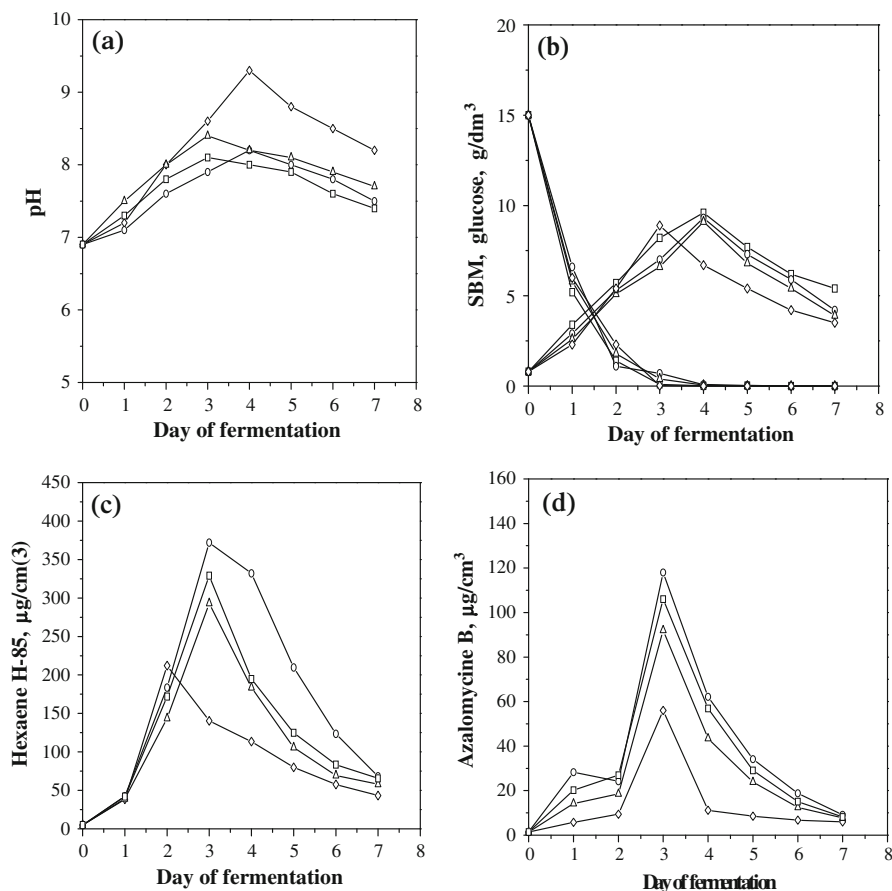 (a)
10
9
8
7
6
5
pH
0 1 2 3 4 5 6 7 8
Day of fermentation
(b)
20
15
10
5
0
SBM, glucose, g/dm³
0 1 2 3 4 5 6 7 8
Day of fermentation
(c)
450
400
350
300
250
200
150
100
50
0
Hexaene H-85, µg/cm(3)
0 1 2 3 4 5 6 7 8
Day of fermentation
(d)
160
140
120
100
80
60
40
20
0
Azalomycine B, µg/cm³
0 1 2 3 4 5 6 7 8
Day of fermentation